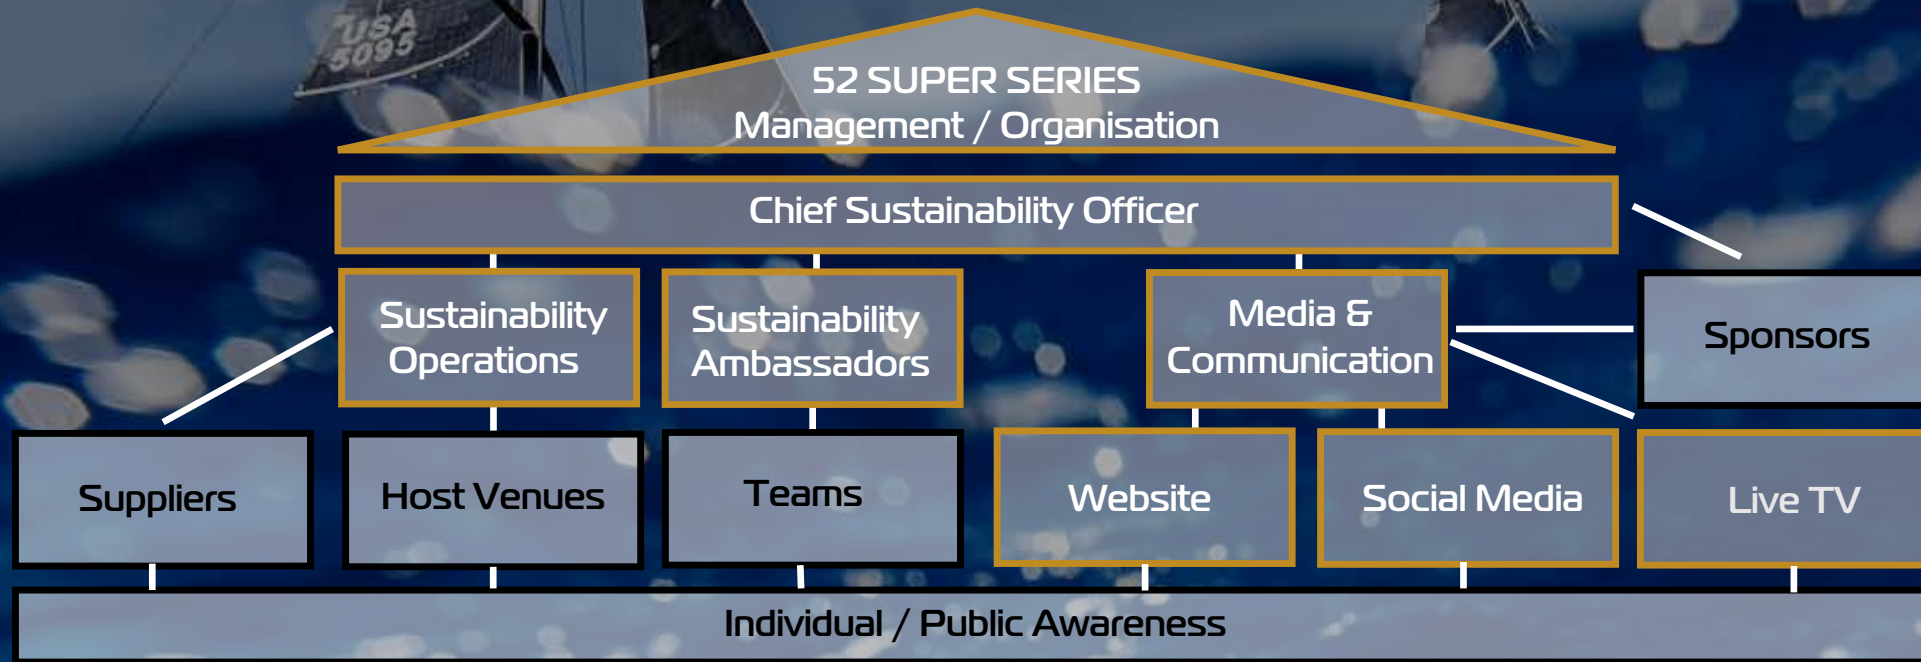 USA
5095
52 SUPER SERIES
Management / Organisation
Chief Sustainability Officer
Sustainability
Operations
Sustainability
Ambassadors
Media &
Communication
Sponsors
Suppliers
Host Venues
Teams
Website
Social Media
Live TV
Individual / Public Awareness